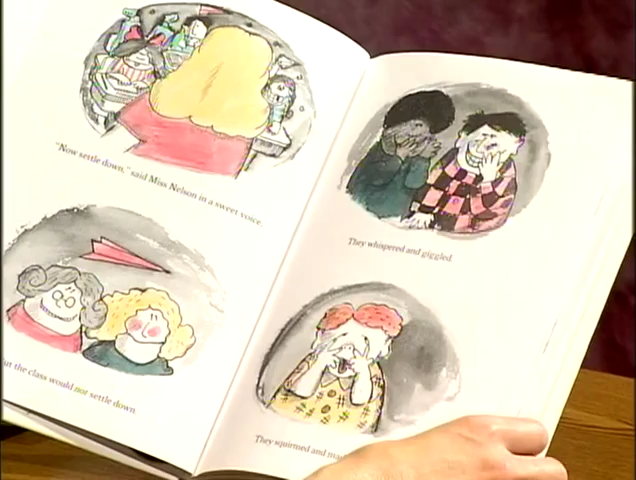 "Now settle down," said Miss Nelson in a sweet voice.
But the class would not settle down.
They whispered and giggled.
They squirmed and